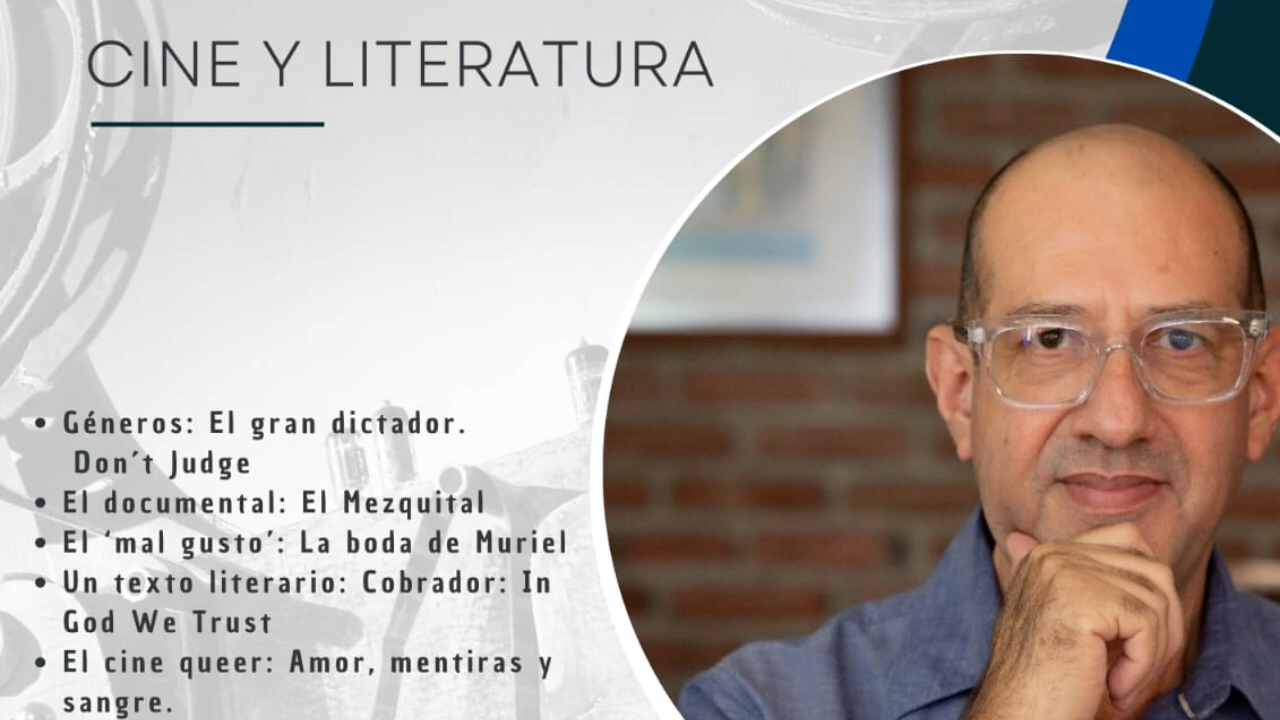 CINE Y LITERATURA
• Géneros: El gran dictador.
Don´t Judge
• El documental: El Mezquital
• El ‘mal gusto’: La boda de Muriel
• Un texto literario: Cobrador: In
God We Trust
• El cine queer: Amor, mentiras y
sangre.